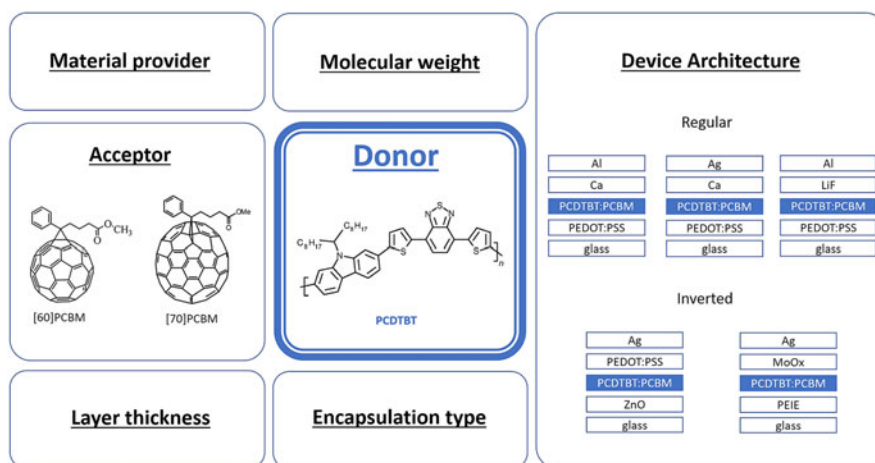 Material provider
Molecular weight
Acceptor
OCH3
O
[60]PCBM
OMe
O
[70]PCBM
Donor
C8H17
C8H17
N
S
N
N
S
S
n
PCDTBT
Layer thickness
Encapsulation type
Device Architecture
Regular
Al
Ca
PCDTBT:PCBM
PEDOT:PSS
glass
Ag
Ca
PCDTBT:PCBM
PEDOT:PSS
glass
Al
LiF
PCDTBT:PCBM
PEDOT:PSS
glass
Inverted
Ag
PEDOT:PSS
PCDTBT:PCBM
ZnO
glass
Ag
MoOx
PCDTBT:PCBM
PEIE
glass